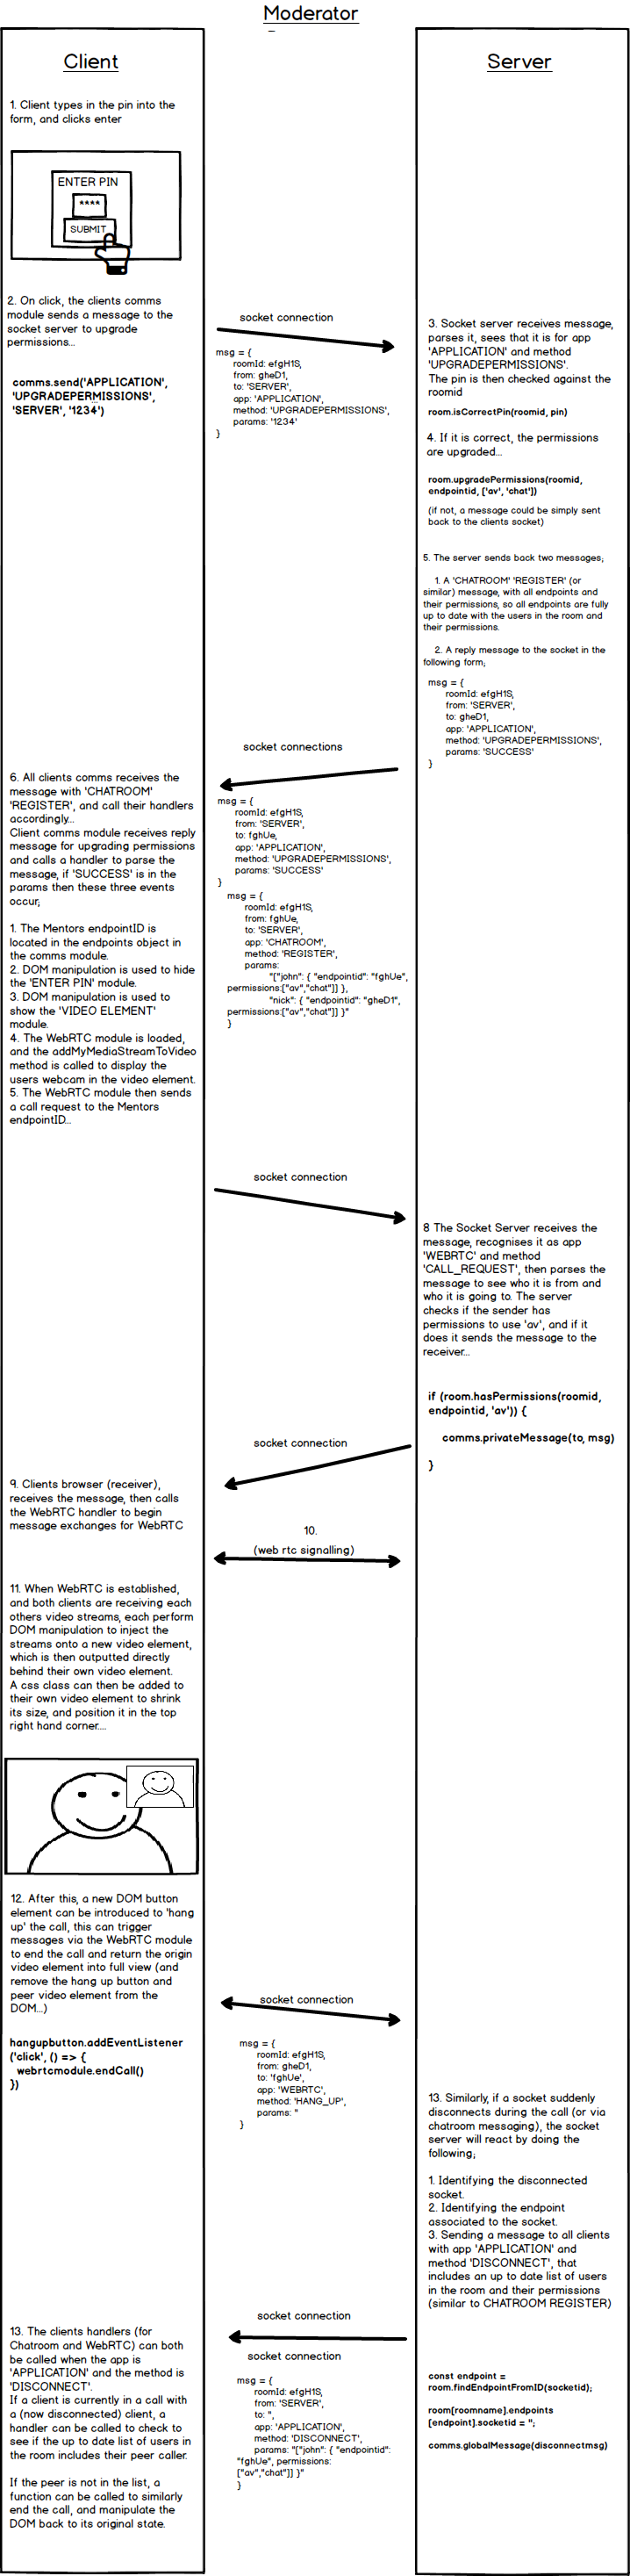 Moderator
Client
Server
1. Client types in the pin into the
form, and clicks enter
ENTER PIN
****
SUBMIT
2. On click, the clients comms
module sends a message to the
socket server to upgrade
permissions...
comms.send('APPLICATION',
'UPGRADEPERMISSIONS',
'SERVER', '1234')
socket connection
msg = {
roomId: efgH1S,
from: gheD1,
to: 'SERVER',
app: 'APPLICATION',
method: 'UPGRADEPERMISSIONS',
params: '1234'
}
3. Socket server receives message,
parses it, sees that it is for app
'APPLICATION' and method
'UPGRADEPERMISSIONS'.
The pin is then checked against the
roomid
room.isCorrectPin(roomid, pin)
4. If it is correct, the permissions
are upgraded...
room.upgradePermissions(roomid,
endpointid, ['av', 'chat'])
(if not, a message could be simply sent
back to the clients socket)
5. The server sends back two messages;
1. A 'CHATROOM' 'REGISTER' (or
similar) message, with all endpoints and
their permissions, so all endpoints are fully
up to date with the users in the room and
their permissions.
2. A reply message to the socket in the
following form;
msg = {
roomId: efgH1S,
from: 'SERVER',
to: gheD1,
app: 'APPLICATION',
method: 'UPGRADEPERMISSIONS',
params: 'SUCCESS'
}
socket connections
6. All clients comms receives the
message with 'CHATROOM'
'REGISTER', and call their handlers
accordingly...
Client comms module receives reply
message for upgrading permissions
and calls a handler to parse the
message, if 'SUCCESS' is in the
params then these three events
occur;
1. The Mentors endpointID is
located in the endpoints object in
the comms module.
2. DOM manipulation is used to hide
the 'ENTER PIN' module.
3. DOM manipulation is used to
show the 'VIDEO ELEMENT'
module.
4. The WebRTC module is loaded,
and the addMyMediaStreamToVideo
method is called to display the
users webcam in the video element.
5. The WebRTC module then sends
a call request to the Mentors
endpointID...
msg = {
roomId: efgH1S,
from: 'SERVER',
to: fghUe,
app: 'APPLICATION',
method: 'UPGRADEPERMISSIONS',
params: 'SUCCESS'
}
msg = {
roomId: efgH1S,
from: fghUe,
to: 'SERVER',
app: 'CHATROOM',
method: 'REGISTER',
params:
"["john": { "endpointid": "fghUe",
permissions:["av","chat"]] },
"nick": { "endpointid": "gheD1",
permissions:["av","chat"]] }"
}
socket connection
8 The Socket Server receives the
message, recognises it as app
'WEBRTC' and method
'CALL_REQUEST', then parses the
message to see who it is from and
who it is going to. The server
checks if the sender has
permissions to use 'av', and if it
does it sends the message to the
receiver...
if (room.hasPermissions(roomid,
endpointid, 'av')) {
comms.privateMessage(to, msg)
}
socket connection
9. Clients browser (receiver),
receives the message, then calls
the WebRTC handler to begin
message exchanges for WebRTC
10.
(web rtc signalling)
11. When WebRTC is established,
and both clients are receiving each
others video streams, each perform
DOM manipulation to inject the
streams onto a new video element,
which is then outputted directly
behind their own video element.
A css class can then be added to
their own video element to shrink
its size, and position it in the top
right hand corner....
12. After this, a new DOM button
element can be introduced to 'hang
up' the call, this can trigger
messages via the WebRTC module
to end the call and return the origin
video element into full view (and
remove the hang up button and
peer video element from the
DOM...)
hangupbutton.addEventListener
('click', () => {
webrtcmodule.endCall()
})
socket connection
msg = {
roomId: efgH1S,
from: gheD1,
to: 'fghUe',
app: 'WEBRTC',
method: 'HANG_UP',
params: ''
}
13. Similarly, if a socket suddenly
disconnects during the call (or via
chatroom messaging), the socket
server will react by doing the
following;
1. Identifying the disconnected
socket.
2. Identifying the endpoint
associated to the socket.
3. Sending a message to all clients
with app 'APPLICATION' and
method 'DISCONNECT', that
includes an up to date list of users
in the room and their permissions
(similar to CHATROOM REGISTER)
const endpoint =
room.findEndpointFromID(socketid);
room[roomname].endpoints
[endpoint].socketid = '';
comms.globalMessage(disconnectmsg)
socket connection
socket connection
msg = {
roomId: efgH1S,
from: 'SERVER',
to: '',
app: 'APPLICATION',
method: 'DISCONNECT',
params: "["john": { "endpointid":
"fghUe", permissions:
["av","chat"]] }"
}
13. The clients handlers (for
Chatroom and WebRTC) can both
be called when the app is
'APPLICATION' and the method is
'DISCONNECT'.
If a client is currently in a call with
a (now disconnected) client, a
handler can be called to check to
see if the up to date list of users in
the room includes their peer caller.
If the peer is not in the list, a
function can be called to similarly
end the call, and manipulate the
DOM back to its original state.